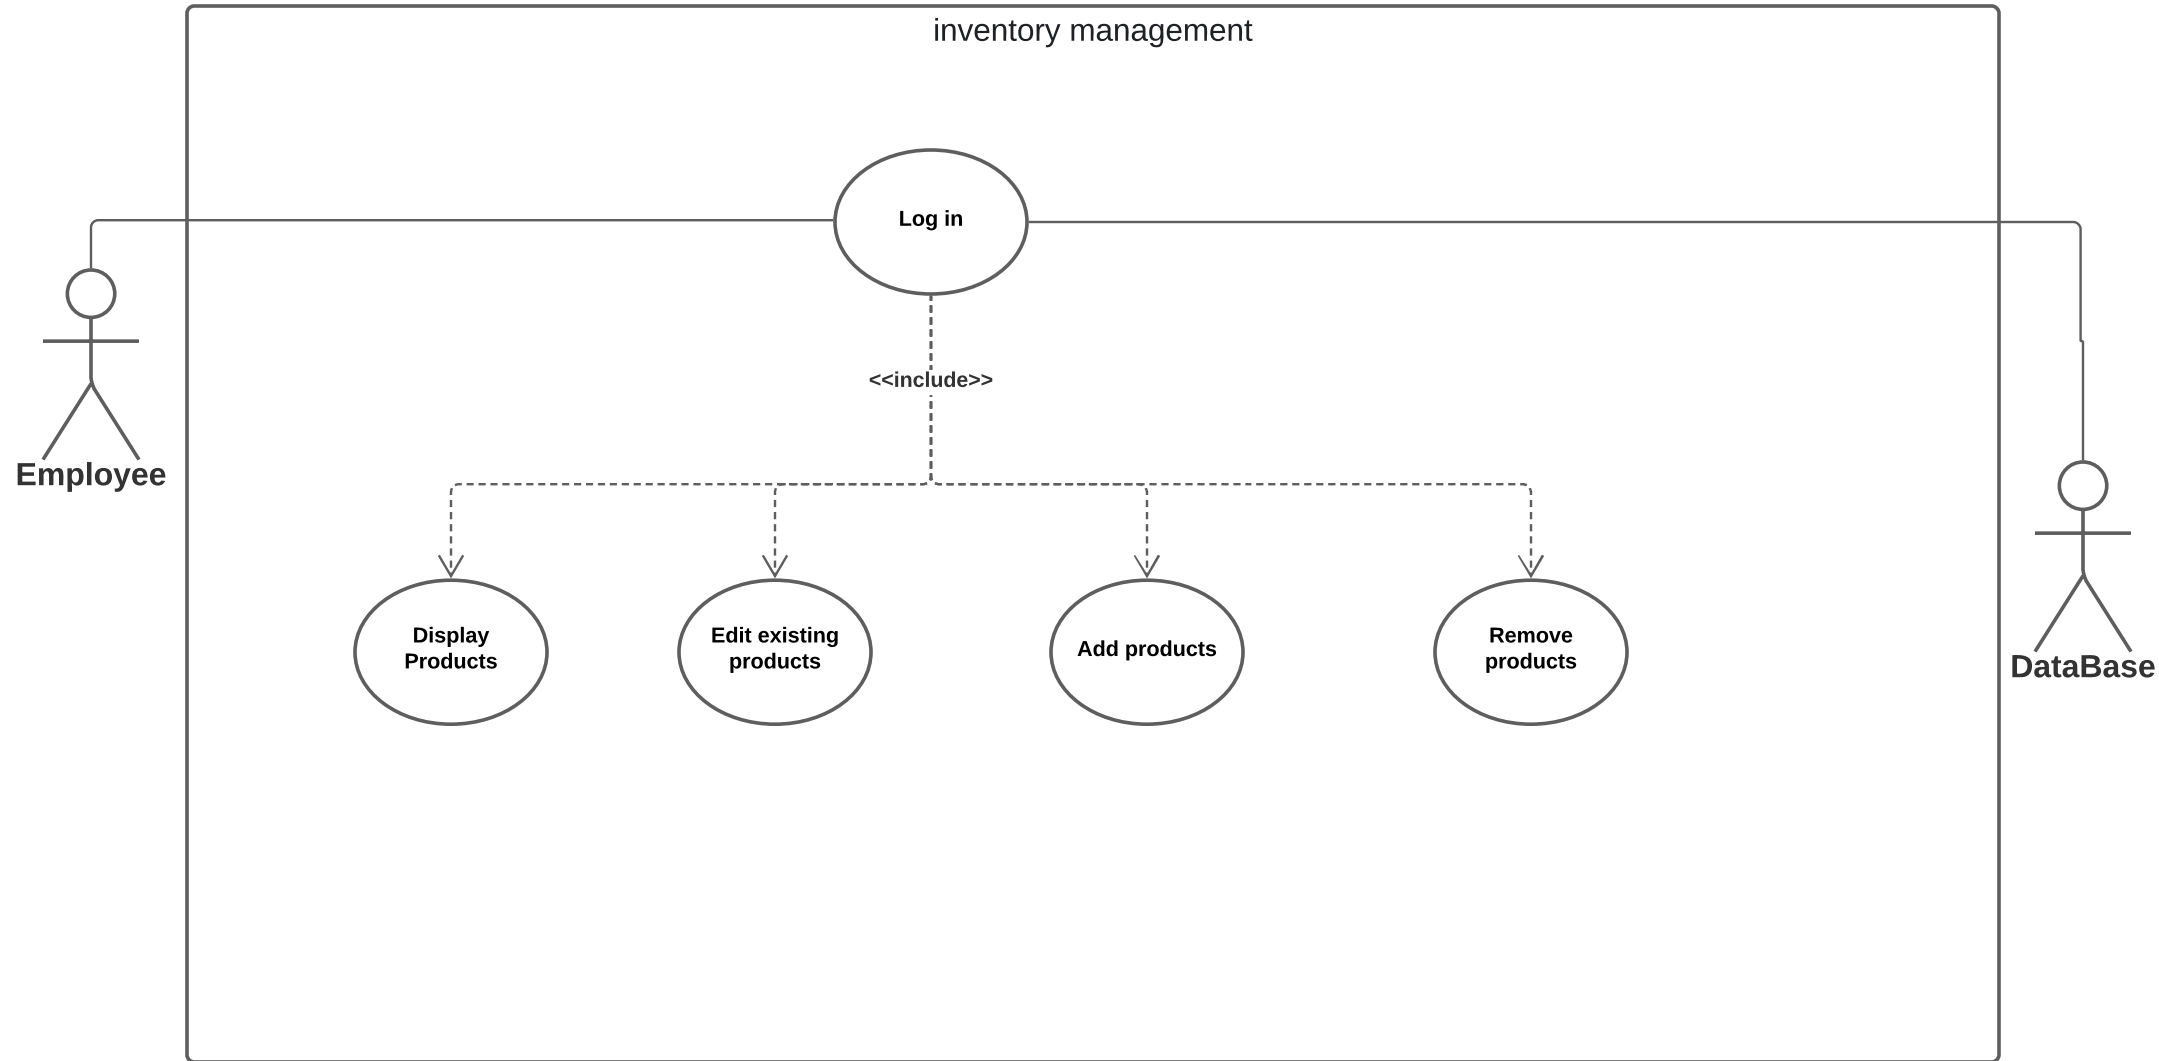 inventory management
Log in
<<include>>
Employee
Display
Products
Edit existing
products
Add products
Remove
products
DataBase